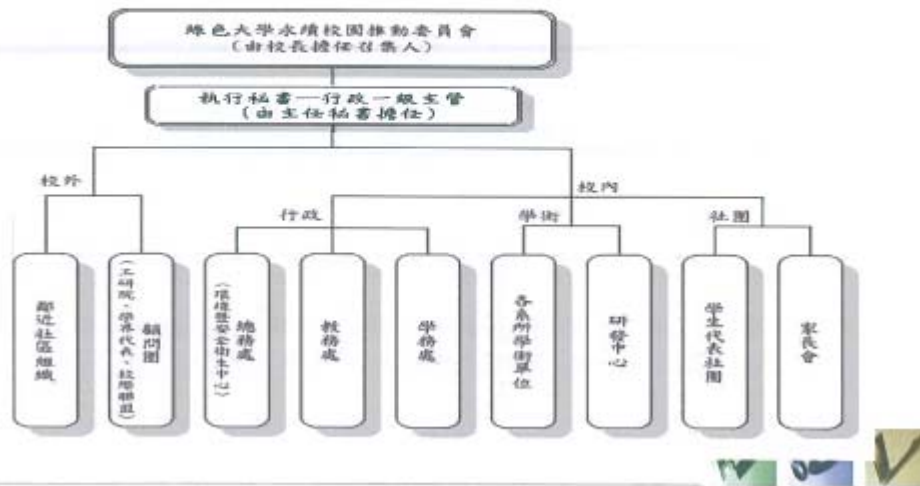 綠色大學永續校園推動委員會
(由校長擔任召集人)
執行秘書—行政一級主管
(由主任秘書擔任)
校外
校內
行政
學術
社團
鄰近社區組織
顧問團
(工研院、學界代表、校際聯盟)
總務處
(環境暨安全衛生中心)
教務處
學務處
各系所學術單位
研發中心
學生代表社團
家長會